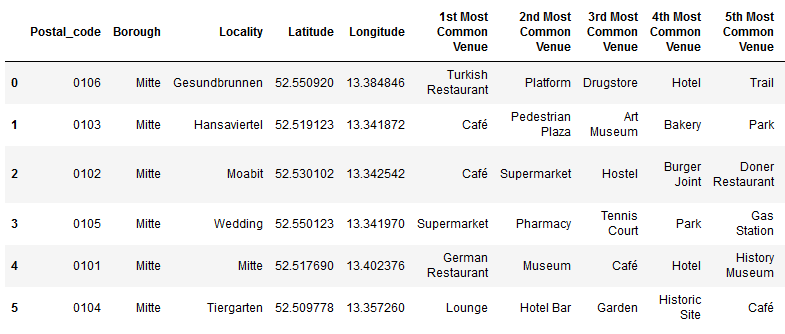 Postal_code Borough Locality Latitude Longitude 1st Most Common Venue 2nd Most Common Venue 3rd Most Common Venue 4th Most Common Venue 5th Most Common Venue
0 0106 Mitte Gesundbrunnen 52.550920 13.384846 Turkish Restaurant Platform Drugstore Hotel Trail
1 0103 Mitte Hansaviertel 52.519123 13.341872 Café Pedestrian Plaza Art Museum Bakery Park
2 0102 Mitte Moabit 52.530102 13.342542 Café Supermarket Hostel Burger Joint Doner Restaurant
3 0105 Mitte Wedding 52.550123 13.341970 Supermarket Pharmacy Tennis Court Park Gas Station
4 0101 Mitte Mitte 52.517690 13.402376 German Restaurant Museum Café Hotel History Museum
5 0104 Mitte Tiergarten 52.509778 13.357260 Lounge Hotel Bar Garden Historic Site Café